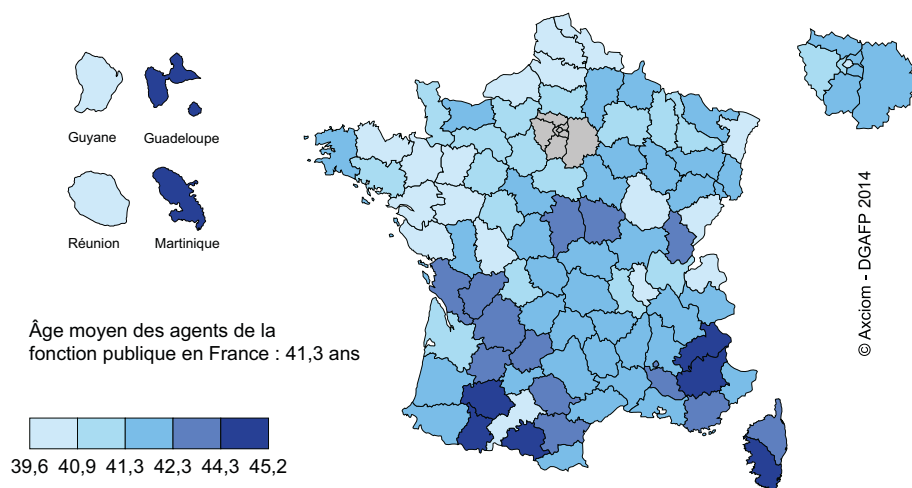 Guyane
Guadeloupe
Réunion
Martinique
Âge moyen des agents de la
fonction publique en France : 41,3 ans
39,6 40,9 41,3 42,3 44,3 45,2
© Axciom - DGAFP 2014